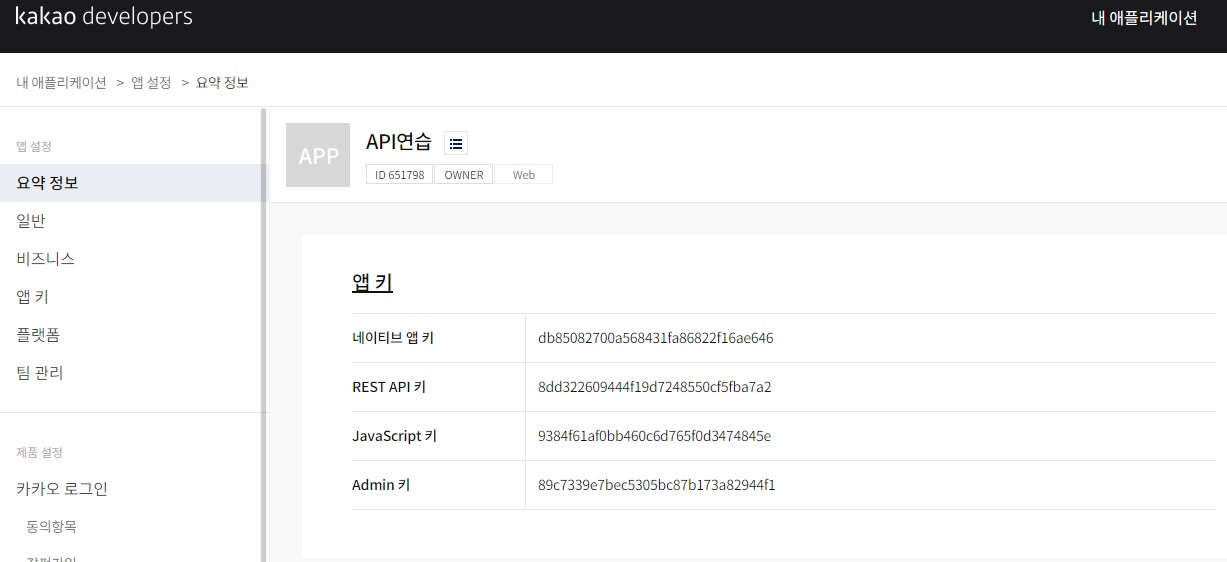 kakao developers
내 애플리케이션
내 애플리케이션 > 앱 설정 > 요약 정보
앱 설정
요약 정보
일반
비즈니스
앱 키
플랫폼
팀 관리
제품 설정
카카오 로그인
동의항목
APP
API연습
ID 651798 OWNER Web
앱 키
네이티브 앱 키 db85082700a568431fa86822f16ae646
REST API 키 8dd322609444f19d7248550cf5fba7a2
JavaScript 키 9384f61af0bb460c6d765f0d3474845e
Admin 키 89c7339e7bec5305bc87b173a82944f1